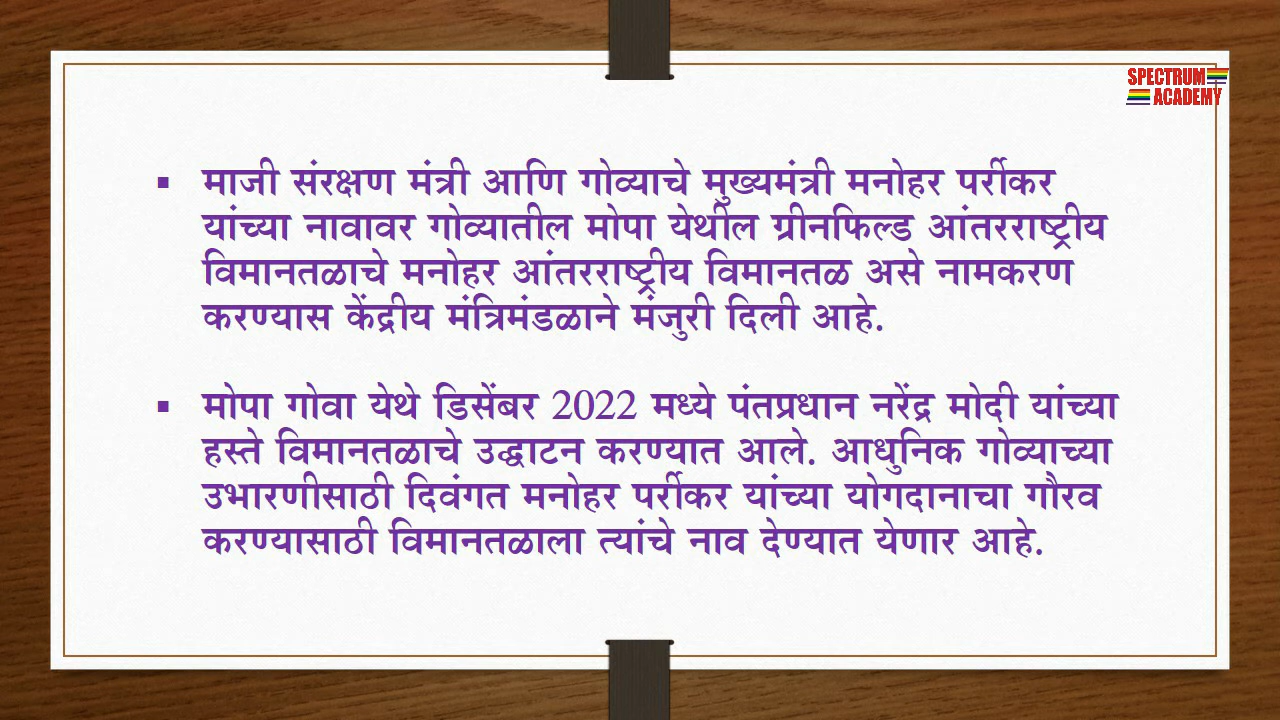 SPECTRUM
ACADEMY
▪ माजी संरक्षण मंत्री आणि गोव्याचे मुख्यमंत्री मनोहर पर्रीकर
यांच्या नावावर गोव्यातील मोपा येथील ग्रीनफिल्ड आंतरराष्ट्रीय
विमानतळाचे मनोहर आंतरराष्ट्रीय विमानतळ असे नामकरण
करण्यास केंद्रीय मंत्रिमंडळाने मंजुरी दिली आहे.
▪ मोपा गोवा येथे डिसेंबर 2022 मध्ये पंतप्रधान नरेंद्र मोदी यांच्या
हस्ते विमानतळाचे उद्घाटन करण्यात आले. आधुनिक गोव्याच्या
उभारणीसाठी दिवंगत मनोहर पर्रीकर यांच्या योगदानाचा गौरव
करण्यासाठी विमानतळाला त्यांचे नाव देण्यात येणार आहे.